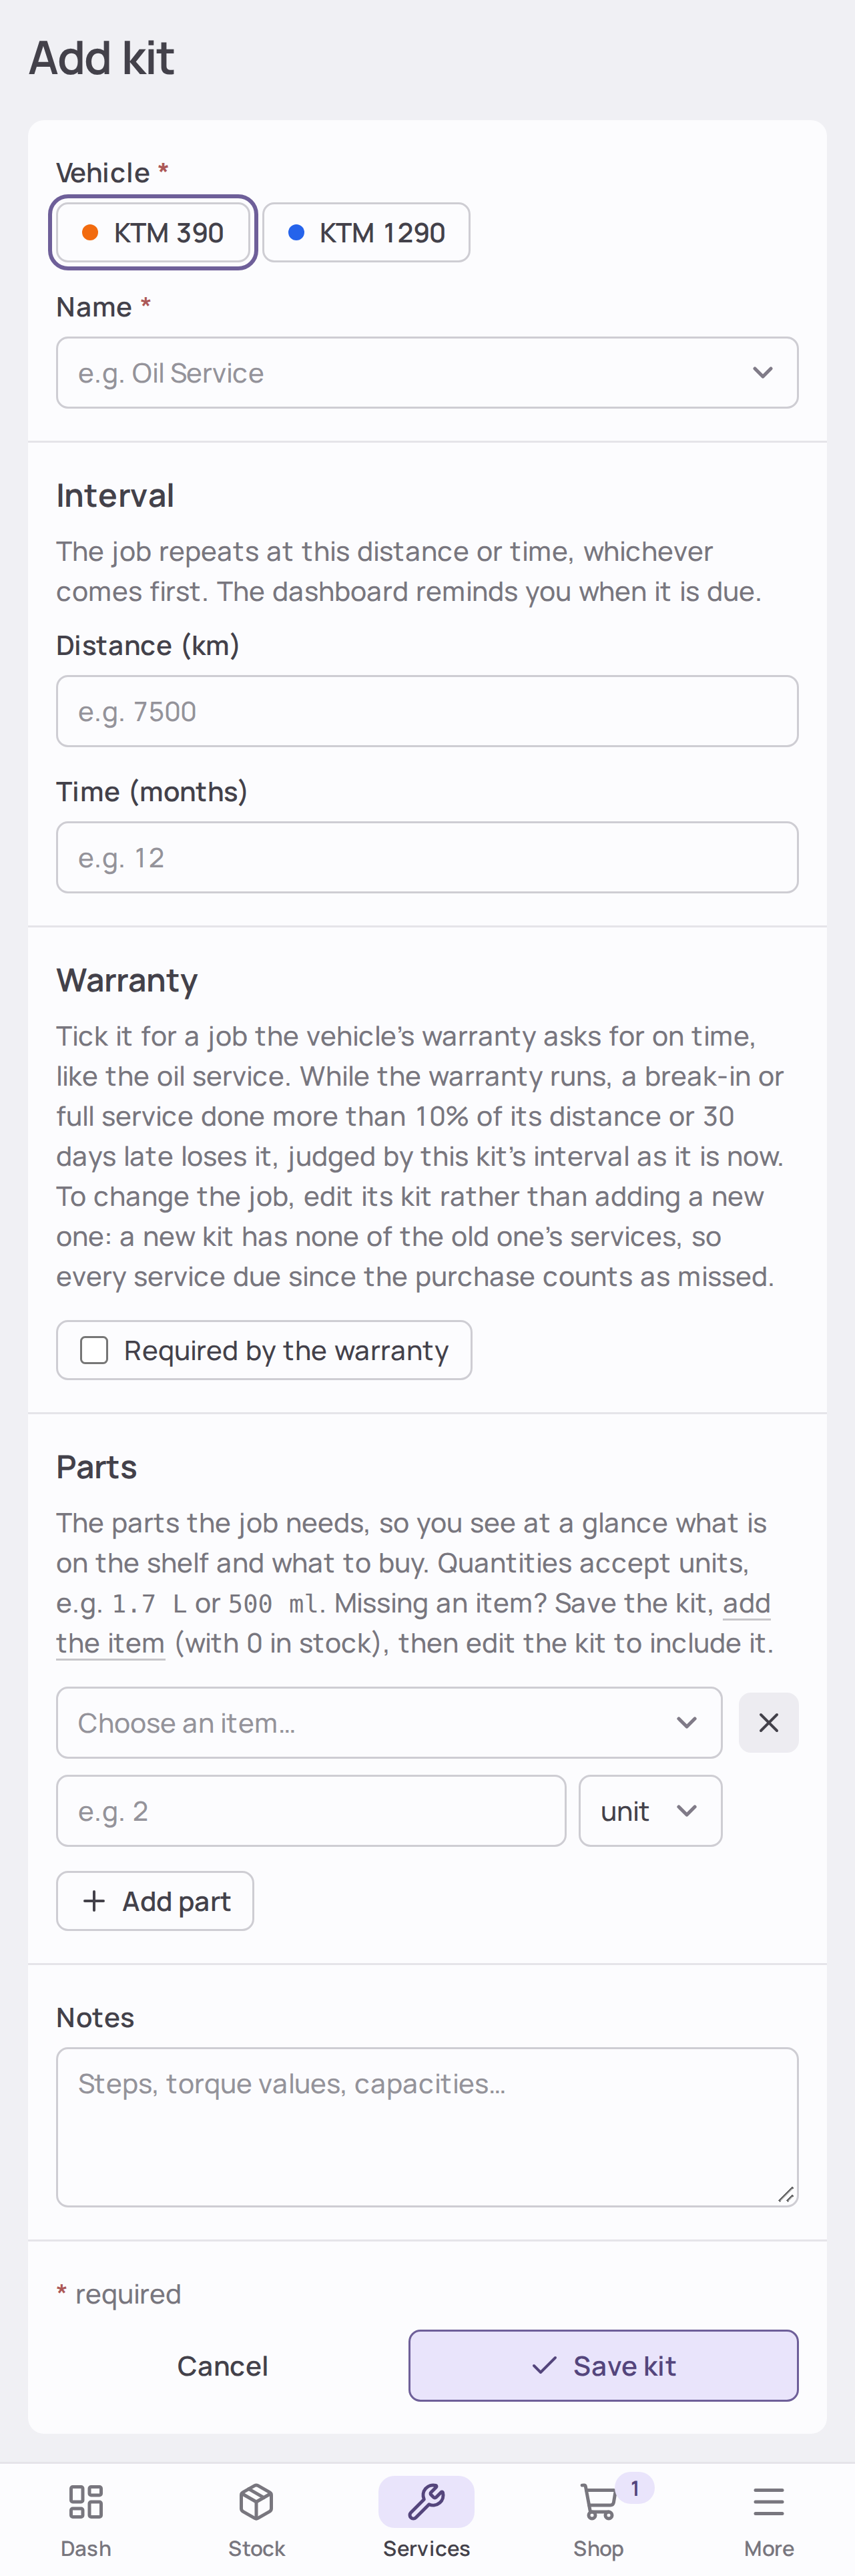 Add kit
Vehicle *
KTM 390
KTM 1290
Name *
e.g. Oil Service
Interval
The job repeats at this distance or time, whichever
comes first. The dashboard reminds you when it is due.
Distance (km)
e.g. 7500
Time (months)
e.g. 12
Warranty
Tick it for a job the vehicle’s warranty asks for on time,
like the oil service. While the warranty runs, a break-in or
full service done more than 10% of its distance or 30
days late loses it, judged by this kit’s interval as it is now.
To change the job, edit its kit rather than adding a new
one: a new kit has none of the old one’s services, so
every service due since the purchase counts as missed.
Required by the warranty
Parts
The parts the job needs, so you see at a glance what is
on the shelf and what to buy. Quantities accept units,
e.g. 1.7 L or 500 ml. Missing an item? Save the kit, add
the item (with 0 in stock), then edit the kit to include it.
Choose an item…
e.g. 2
unit
Add part
Notes
Steps, torque values, capacities…
* required
Cancel
Save kit
1
Dash
Stock
Services
Shop
More